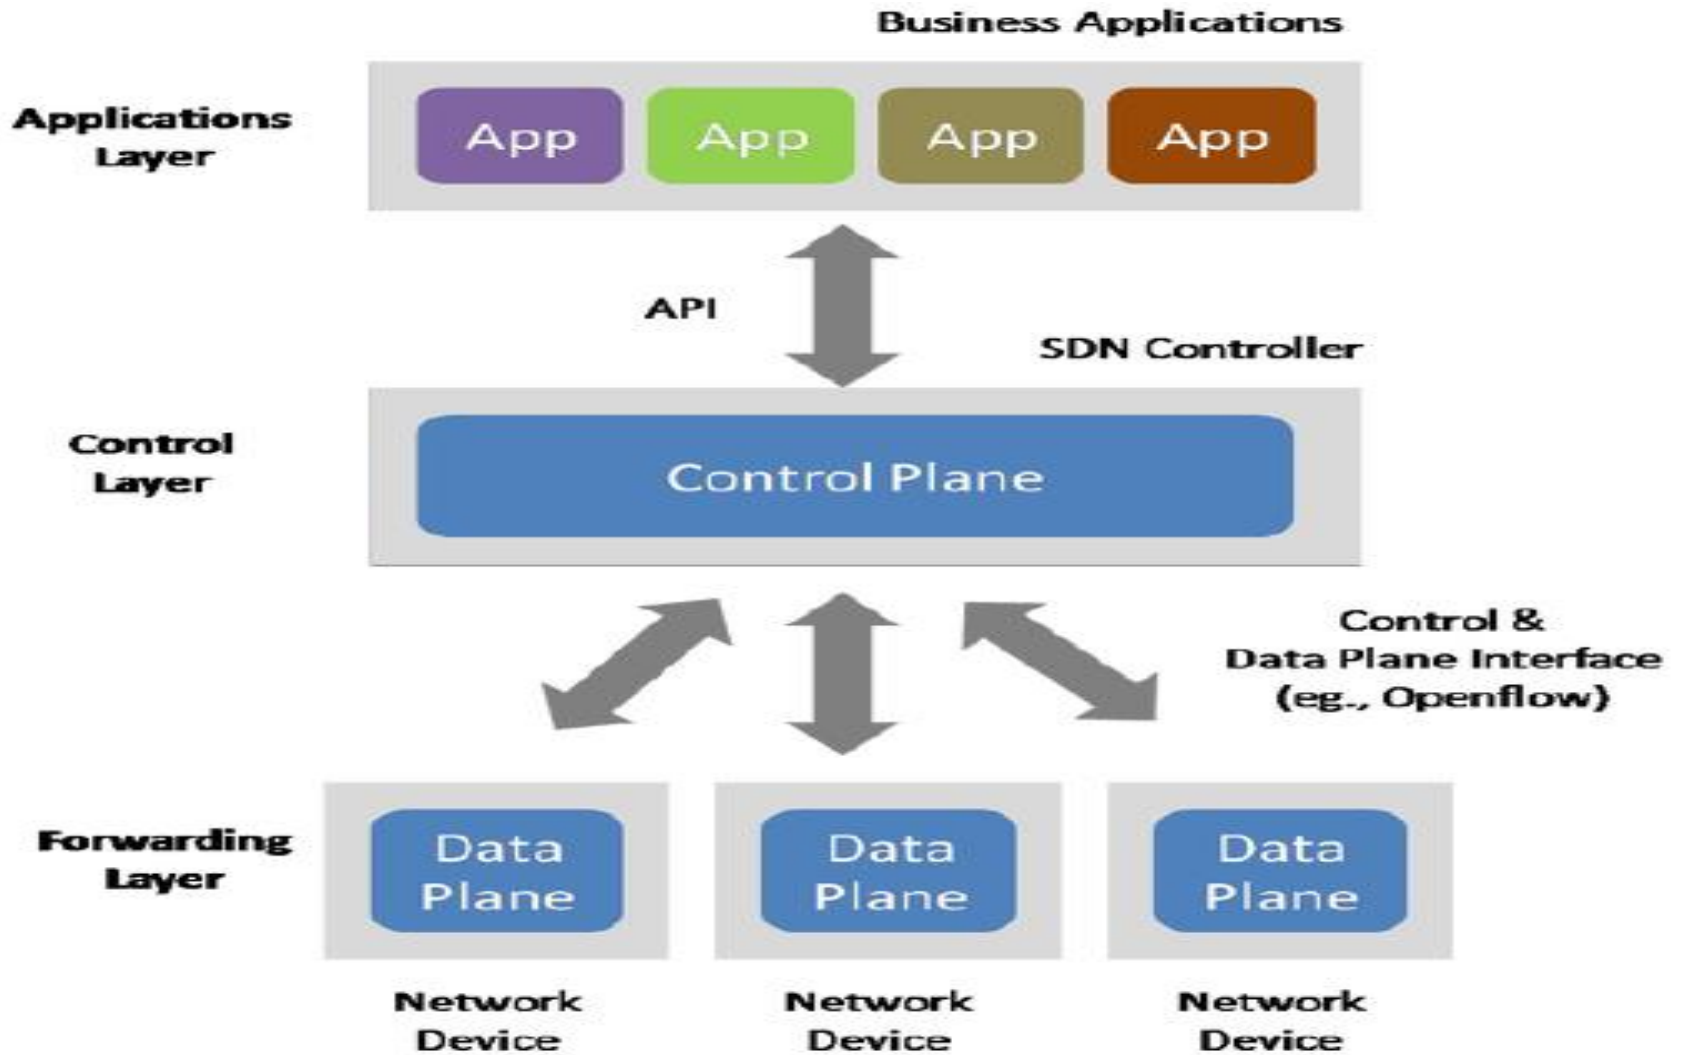 Business Applications
Applications
Layer
App App App App
API
SDN Controller
Control
Layer
Control Plane
Control &
Data Plane Interface
(eg., Openflow)
Forwarding
Layer
Data
Plane
Data
Plane
Data
Plane
Network
Device
Network
Device
Network
Device